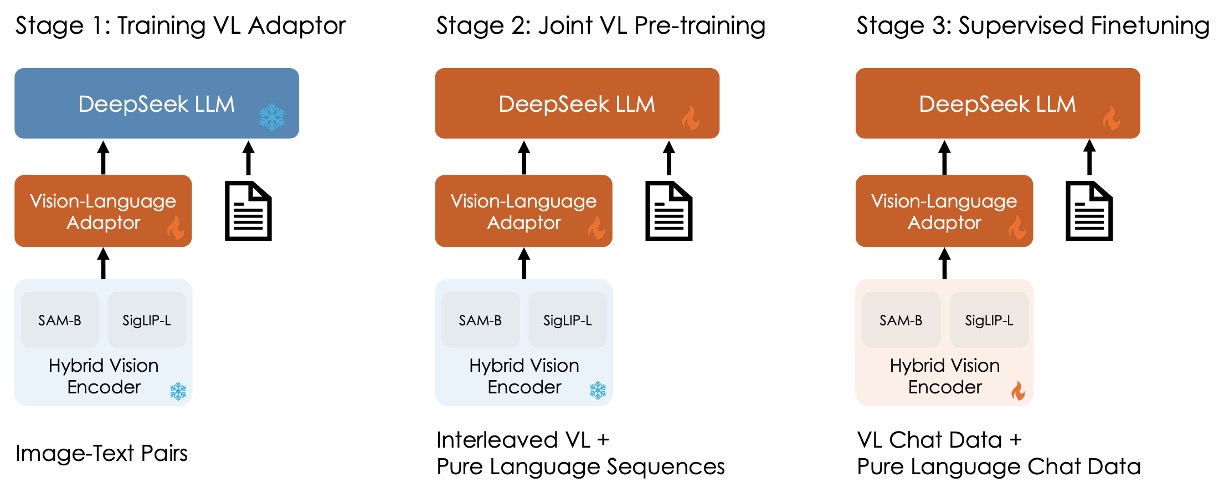 Stage 1: Training VL Adaptor
DeepSeek LLM
Vision-Language
Adaptor
SAM-B
SigLIP-L
Hybrid Vision
Encoder
Image-Text Pairs
Stage 2: Joint VL Pre-training
DeepSeek LLM
Vision-Language
Adaptor
SAM-B
SigLIP-L
Hybrid Vision
Encoder
Interleaved VL +
Pure Language Sequences
Stage 3: Supervised Finetuning
DeepSeek LLM
Vision-Language
Adaptor
SAM-B
SigLIP-L
Hybrid Vision
Encoder
VL Chat Data +
Pure Language Chat Data